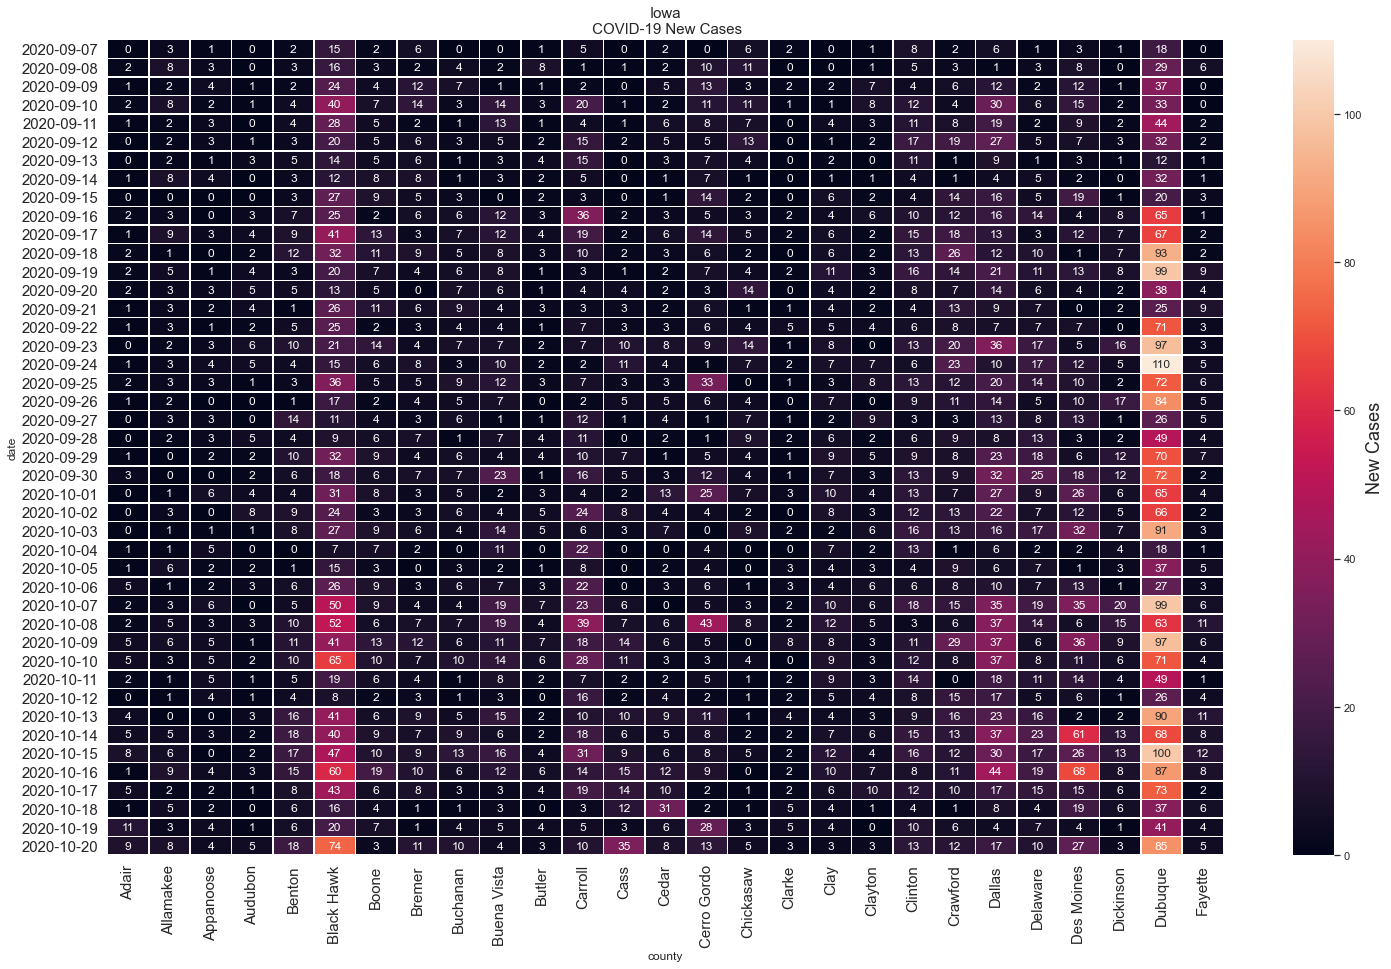 Iowa
COVID-19 New Cases
2020-09-07 0 3 1 0 2 15 2 6 0 0 1 5 0 2 0 6 2 0 1 8 2 6 1 3 1 18 0
2020-09-08 2 8 3 0 3 16 3 2 4 2 8 1 1 2 10 11 0 0 1 5 3 1 3 8 0 29 6
2020-09-09 1 2 4 1 2 24 4 12 7 1 1 2 0 5 13 3 2 2 7 4 6 12 2 12 1 37 0
2020-09-10 2 8 2 1 4 40 7 14 3 14 3 20 1 2 11 11 1 1 8 12 4 30 6 15 2 33 0
2020-09-11 1 2 3 0 4 28 5 2 1 13 1 4 1 6 8 7 0 4 3 11 8 19 2 9 2 44 2
2020-09-12 0 2 3 1 3 20 5 6 3 5 2 15 2 5 5 13 0 1 2 17 19 27 5 7 3 32 2
2020-09-13 0 2 1 3 5 14 5 6 1 3 4 15 0 3 7 4 0 2 0 11 1 9 1 3 1 12 1
2020-09-14 1 8 4 0 3 12 8 8 1 3 2 5 0 1 7 1 0 1 1 4 1 4 5 2 0 32 1
2020-09-15 0 0 0 0 3 27 9 5 3 0 2 3 0 1 14 2 0 6 2 4 14 16 5 19 1 20 3
2020-09-16 2 3 0 3 7 25 2 6 6 12 3 36 2 3 5 3 2 4 6 10 12 16 14 4 8 65 1
2020-09-17 1 9 3 4 9 41 13 3 7 12 4 19 2 6 14 5 2 6 2 15 18 13 3 12 7 67 2
2020-09-18 2 1 0 2 12 32 11 9 5 8 3 10 2 3 6 2 0 6 2 13 26 12 10 1 7 93 2
2020-09-19 2 5 1 4 3 20 7 4 6 8 1 3 1 2 7 4 2 11 3 16 14 21 11 13 8 99 9
2020-09-20 2 3 3 5 5 13 5 0 7 6 1 4 4 2 3 14 0 4 2 8 7 14 6 4 2 38 4
2020-09-21 1 3 2 4 1 26 11 6 9 4 3 3 3 2 6 1 1 4 2 4 13 9 7 0 2 25 9
2020-09-22 1 3 1 2 5 25 2 3 4 4 1 7 3 3 6 4 5 5 4 6 8 7 7 7 0 71 3
2020-09-23 0 2 3 6 10 21 14 4 7 7 2 7 10 8 9 14 1 8 0 13 20 36 17 5 16 97 3
2020-09-24 1 3 4 5 4 15 6 8 3 10 2 2 11 4 1 7 2 7 7 6 23 10 17 12 5 110 5
2020-09-25 2 3 3 1 3 36 5 5 9 12 3 7 3 3 33 0 1 3 8 13 12 20 14 10 2 72 6
2020-09-26 1 2 0 0 1 17 2 4 5 7 0 2 5 5 6 4 0 7 0 9 11 14 5 10 17 84 5
2020-09-27 0 3 3 0 14 11 4 3 6 1 1 12 1 4 1 7 1 2 9 3 3 13 8 13 1 26 5
2020-09-28 0 2 3 5 4 9 6 7 1 7 4 11 0 2 1 9 2 6 2 6 9 8 13 3 2 49 4
2020-09-29 1 0 2 2 10 32 9 4 6 4 4 10 7 1 5 4 1 9 5 9 8 23 18 6 12 70 7
2020-09-30 3 0 0 2 6 18 6 7 7 23 1 16 5 3 12 4 1 7 3 13 9 32 25 18 12 72 2
2020-10-01 0 1 6 4 4 31 8 3 5 2 3 4 2 13 25 7 3 10 4 13 7 27 9 26 6 65 4
2020-10-02 0 3 0 8 9 24 3 3 6 4 5 24 8 4 4 2 0 8 3 12 13 22 7 12 5 66 2
2020-10-03 0 1 1 1 8 27 9 6 4 14 5 6 3 7 0 9 2 2 6 16 13 16 17 32 7 91 3
2020-10-04 1 1 5 0 0 7 7 2 0 11 0 22 0 0 4 0 0 7 2 13 1 6 2 2 4 18 1
2020-10-05 1 6 2 2 1 15 3 0 3 2 1 8 0 2 4 0 3 4 3 4 9 6 7 1 3 37 5
2020-10-06 5 1 2 3 6 26 9 3 6 7 3 22 0 3 6 1 3 4 6 6 8 10 7 13 1 27 3
2020-10-07 2 3 6 0 5 50 9 4 4 19 7 23 6 0 5 3 2 10 6 18 15 35 19 35 20 99 6
2020-10-08 2 5 3 3 10 52 6 7 7 19 4 39 7 6 43 8 2 12 5 3 6 37 14 6 15 63 11
2020-10-09 5 6 5 1 11 41 13 12 6 11 7 18 14 6 5 0 8 8 3 11 29 37 6 36 9 97 6
2020-10-10 5 3 5 2 10 65 10 7 10 14 6 28 11 3 3 4 0 9 3 12 8 37 8 11 6 71 4
2020-10-11 2 1 5 1 5 19 6 4 1 8 2 7 2 2 5 1 2 9 3 14 0 18 11 14 4 49 1
2020-10-12 0 1 4 1 4 8 2 3 1 3 0 16 2 4 2 1 2 5 4 8 15 17 5 6 1 26 4
2020-10-13 4 0 0 3 16 41 6 9 5 15 2 10 10 9 11 1 4 4 3 9 16 23 16 2 2 90 11
2020-10-14 5 5 3 2 18 40 9 7 9 6 2 18 6 5 8 2 2 7 6 15 13 37 23 61 13 68 8
2020-10-15 8 6 0 2 17 47 10 9 13 16 4 31 9 6 8 5 2 12 4 16 12 30 17 26 13 100 12
2020-10-16 1 9 4 3 15 60 19 10 6 12 6 14 15 12 9 0 2 10 7 8 11 44 19 68 8 87 8
2020-10-17 5 2 2 1 8 43 6 8 3 3 4 19 14 10 2 1 2 6 10 12 10 17 15 15 6 73 2
2020-10-18 1 5 2 0 6 16 4 1 1 3 0 3 12 31 2 1 5 4 1 4 1 8 4 19 6 37 6
2020-10-19 11 3 4 1 6 20 7 1 4 5 4 5 3 6 28 3 5 4 0 10 6 4 7 4 1 41 4
2020-10-20 9 8 4 5 18 74 3 11 10 4 3 10 35 8 13 5 3 3 3 13 12 17 10 27 3 85 5
date
Adair Allamakee Appanoose Audubon Benton Black Hawk Boone Bremer Buchanan Buena Vista Butler Carroll Cass Cedar Cerro Gordo Chickasaw Clarke Clay Clayton Clinton Crawford Dallas Delaware Des Moines Dickinson Dubuque Fayette
county
100
80
60
40
20
0
New Cases